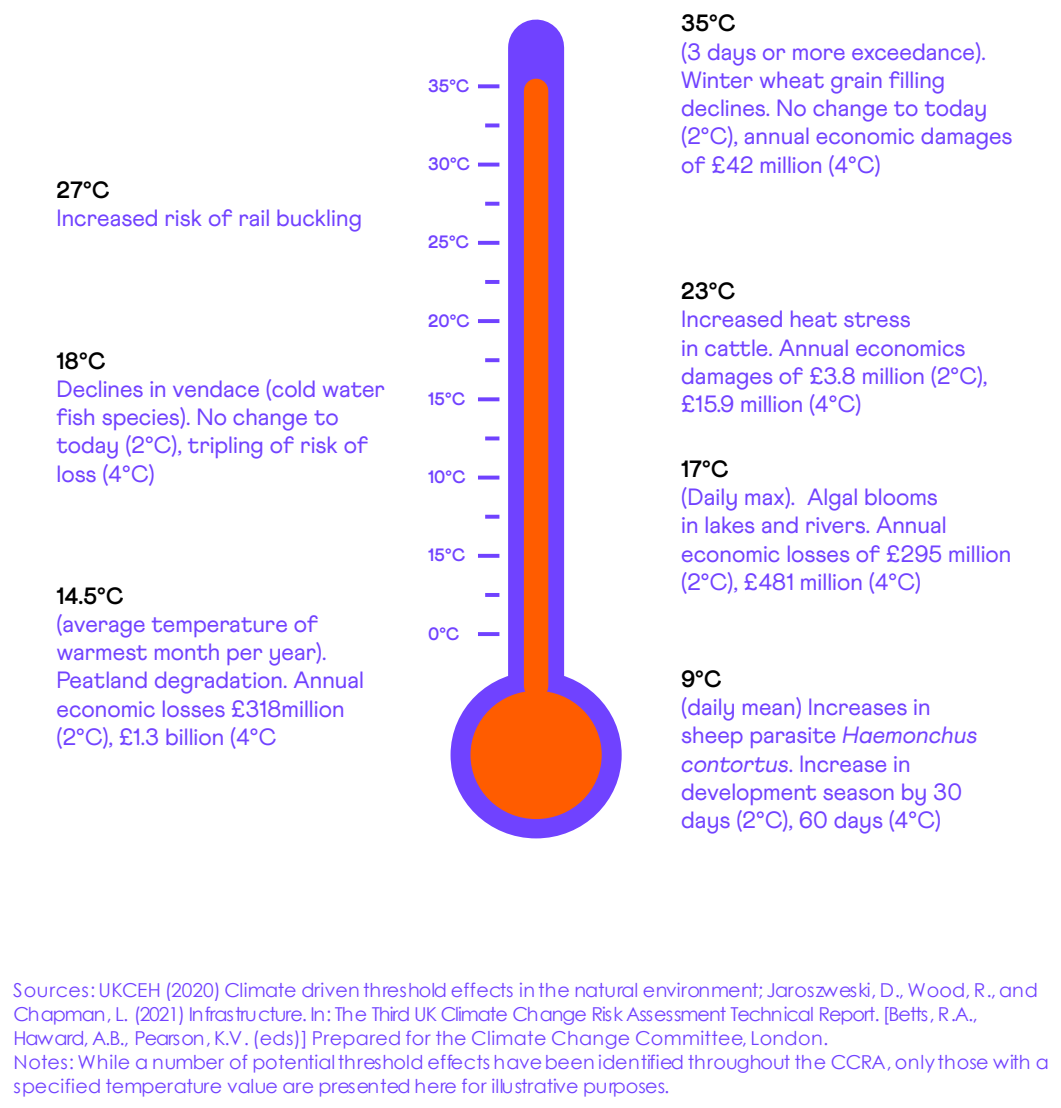 35°C
(3 days or more exceedance).
Winter wheat grain filling
declines. No change to today
(2°C), annual economic damages
of £42 million (4°C)
27°C
Increased risk of rail buckling
23°C
Increased heat stress
in cattle. Annual economics
damages of £3.8 million (2°C),
£15.9 million (4°C)
18°C
Declines in vendace (cold water
fish species). No change to
today (2°C), tripling of risk of
loss (4°C)
17°C
(Daily max).  Algal blooms
in lakes and rivers. Annual
economic losses of £295 million
(2°C), £481 million (4°C)
14.5°C
(average temperature of
warmest month per year).
Peatland degradation. Annual
economic losses £318million
(2°C), £1.3 billion (4°C
9°C
(daily mean) Increases in
sheep parasite Haemonchus
contortus. Increase in
development season by 30
days (2°C), 60 days (4°C)
35°C
30°C
25°C
20°C
15°C
10°C
15°C
0°C
Sources: UKCEH (2020) Climate driven threshold effects in the natural environment; Jaroszweski, D., Wood, R., and
Chapman, L. (2021) Infrastructure. In: The Third UK Climate Change Risk Assessment Technical Report. [Betts, R.A.,
Haward, A.B., Pearson, K.V. (eds)] Prepared for the Climate Change Committee, London.
Notes: While a number of potential threshold effects have been identified throughout the CCRA, only those with a
specified temperature value are presented here for illustrative purposes.